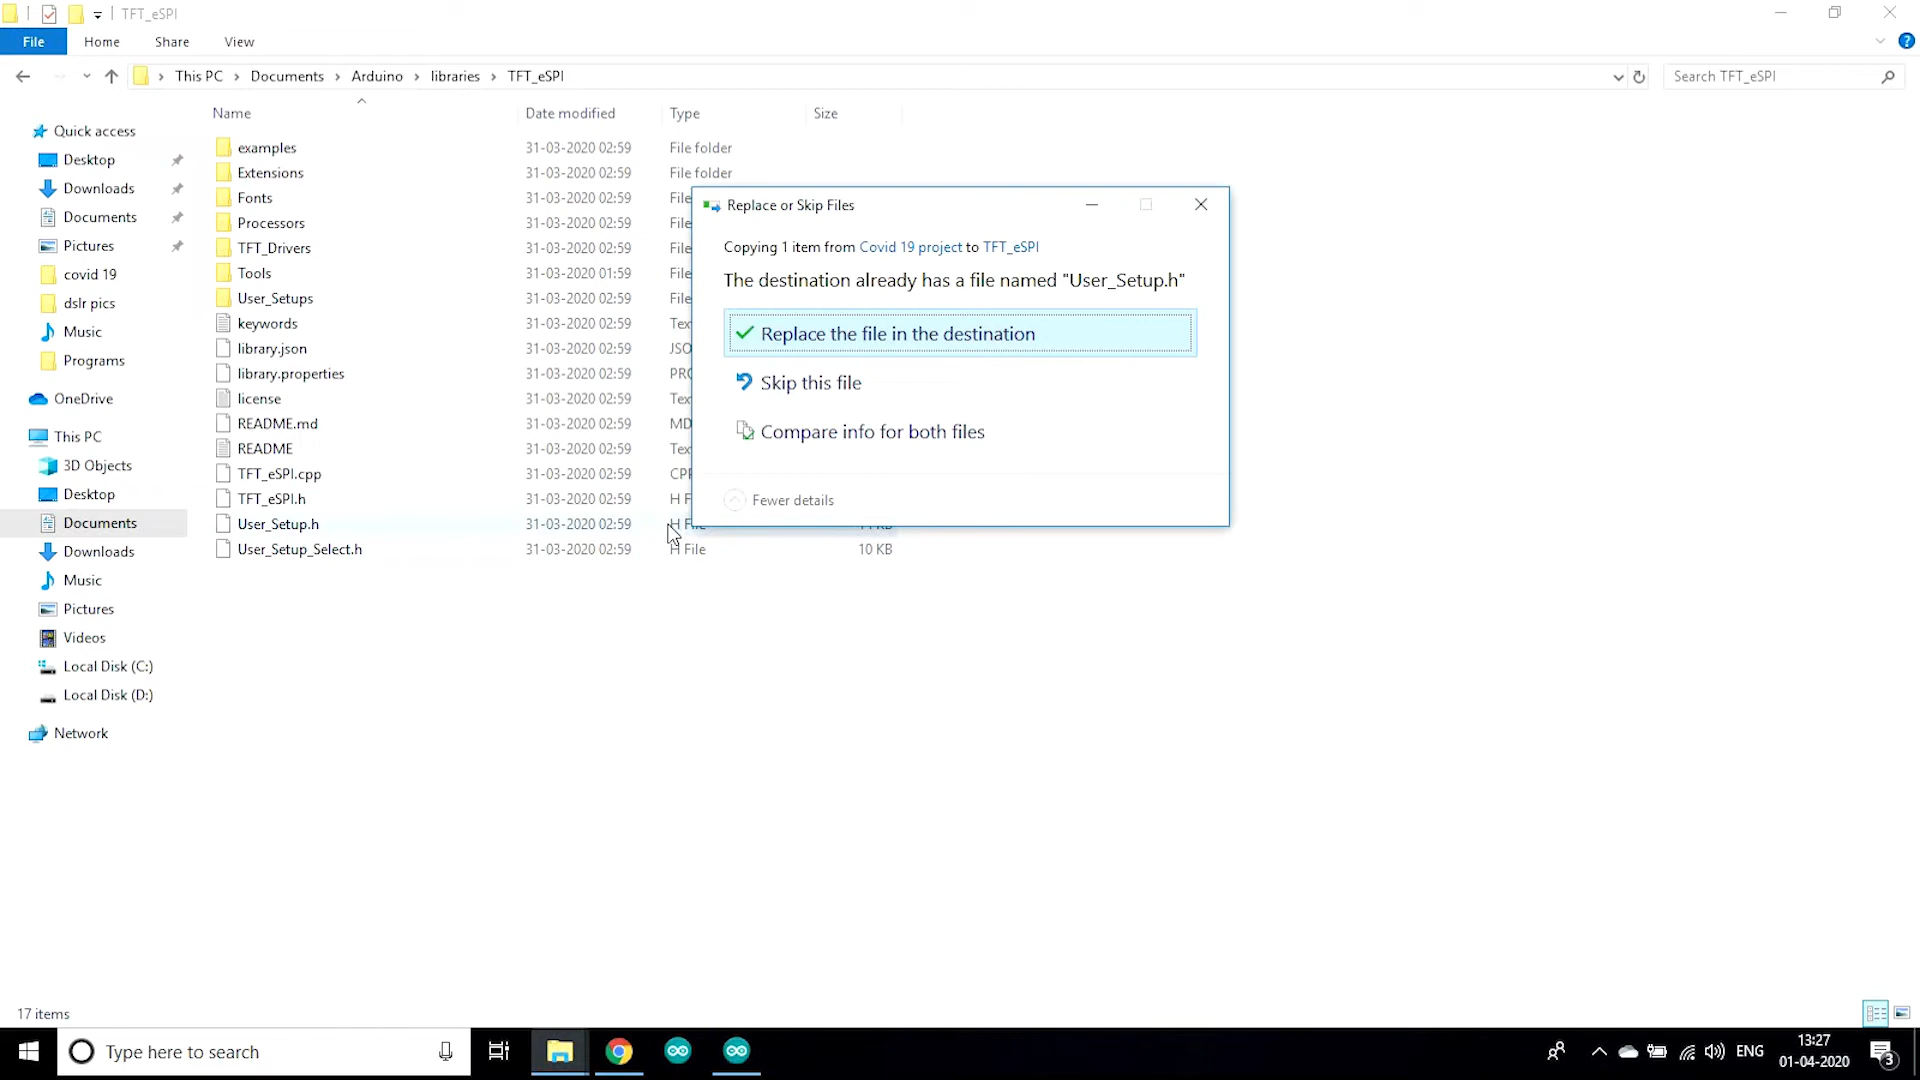 TFT_eSPI
File Home Share View
This PC Documents Arduino libraries TFT_eSPI
Search TFT_eSPI
Name Date modified Type Size
Quick access
Desktop
Downloads
Documents
Pictures
covid 19
dslr pics
Music
Programs
OneDrive
This PC
3D Objects
Desktop
Documents
Downloads
Music
Pictures
Videos
Local Disk (C:)
Local Disk (D:)
Network
examples 31-03-2020 02:59 File folder
Extensions 31-03-2020 02:59 File folder
Fonts 31-03-2020 02:59 File
Processors 31-03-2020 02:59 File
TFT_Drivers 31-03-2020 02:59 File
Tools 31-03-2020 01:59 File
User_Setups 31-03-2020 02:59 File
keywords 31-03-2020 02:59 Tex
library.json 31-03-2020 02:59 JSO
library.properties 31-03-2020 02:59 PRO
license 31-03-2020 02:59 Tex
README.md 31-03-2020 02:59 MD
README 31-03-2020 02:59 Tex
TFT_eSPI.cpp 31-03-2020 02:59 CPP
TFT_eSPI.h 31-03-2020 02:59 H F
User_Setup.h 31-03-2020 02:59 H File
User_Setup_Select.h 31-03-2020 02:59 H File 10 KB
Replace or Skip Files
Copying 1 item from Covid 19 project to TFT_eSPI
The destination already has a file named "User_Setup.h"
Replace the file in the destination
Skip this file
Compare info for both files
Fewer details
17 items
Type here to search
ENG
13:27
01-04-2020
3